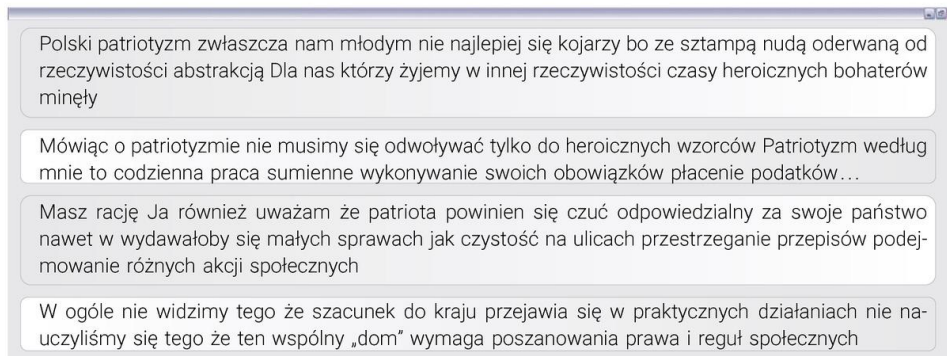 Polski patriotyzm zwłaszcza nam młodym nie najlepiej się kojarzy bo ze sztampą nudą oderwaną od
rzeczywistości abstrakcją Dla nas którzy żyjemy w innej rzeczywistości czasy heroicznych bohaterów
minęły
Mówiąc o patriotyzmie nie musimy się odwoływać tylko do heroicznych wzorców Patriotyzm według
mnie to codzienna praca sumienne wykonywanie swoich obowiązków płacenie podatków…
Masz rację Ja również uważam że patriota powinien się czuć odpowiedzialny za swoje państwo
nawet w wydawałoby się małych sprawach jak czystość na ulicach przestrzeganie przepisów podej-
mowanie różnych akcji społecznych
W ogóle nie widzimy tego że szacunek do kraju przejawia się w praktycznych działaniach nie na-
uczyliśmy się tego że ten wspólny „dom” wymaga poszanowania prawa i reguł społecznych